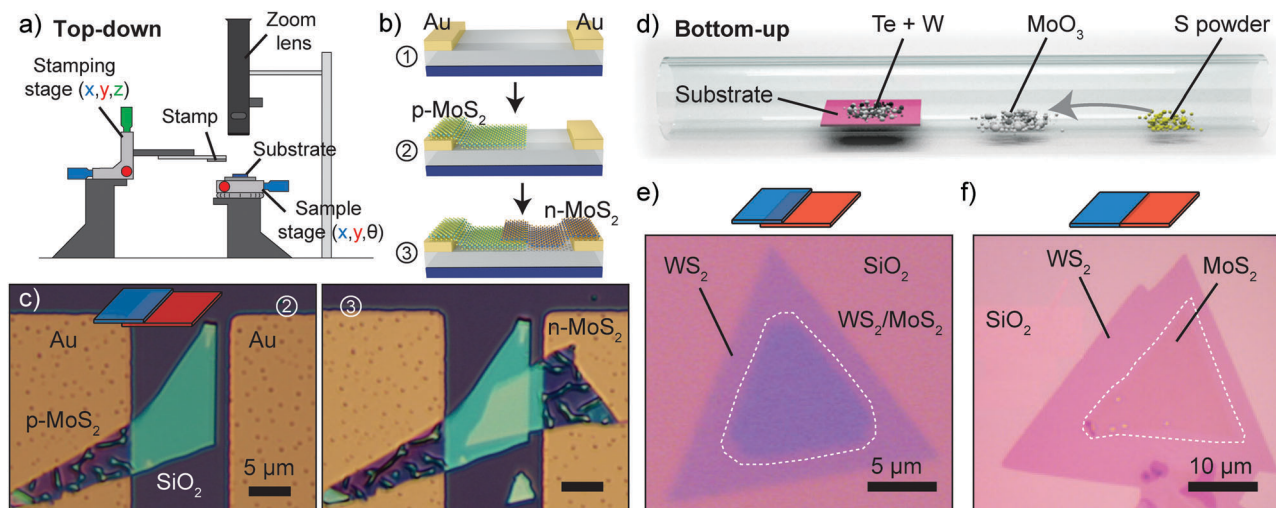 a) Top-down
Zoom
lens
Stamping
stage (x,y,z)
Stamp
Substrate
Sample
stage (x,y,θ)
b)
Au
Au
①
p-MoS₂
②
n-MoS₂
③
c)
②
Au
Au
p-MoS₂
SiO₂
5 µm
③
n-MoS₂
d) Bottom-up
Te + W
MoO₃
S powder
Substrate
e)
WS₂
SiO₂
WS₂/MoS₂
5 µm
f)
WS₂
MoS₂
SiO₂
10 µm